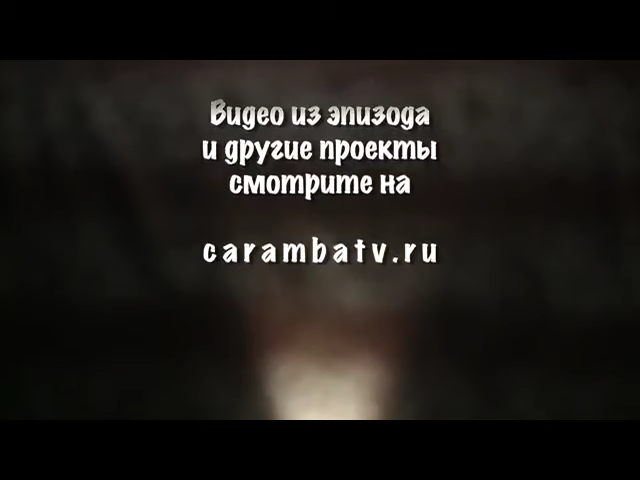 Видео из эпизода
и другие проекты
смотрите на
carambatv.ru